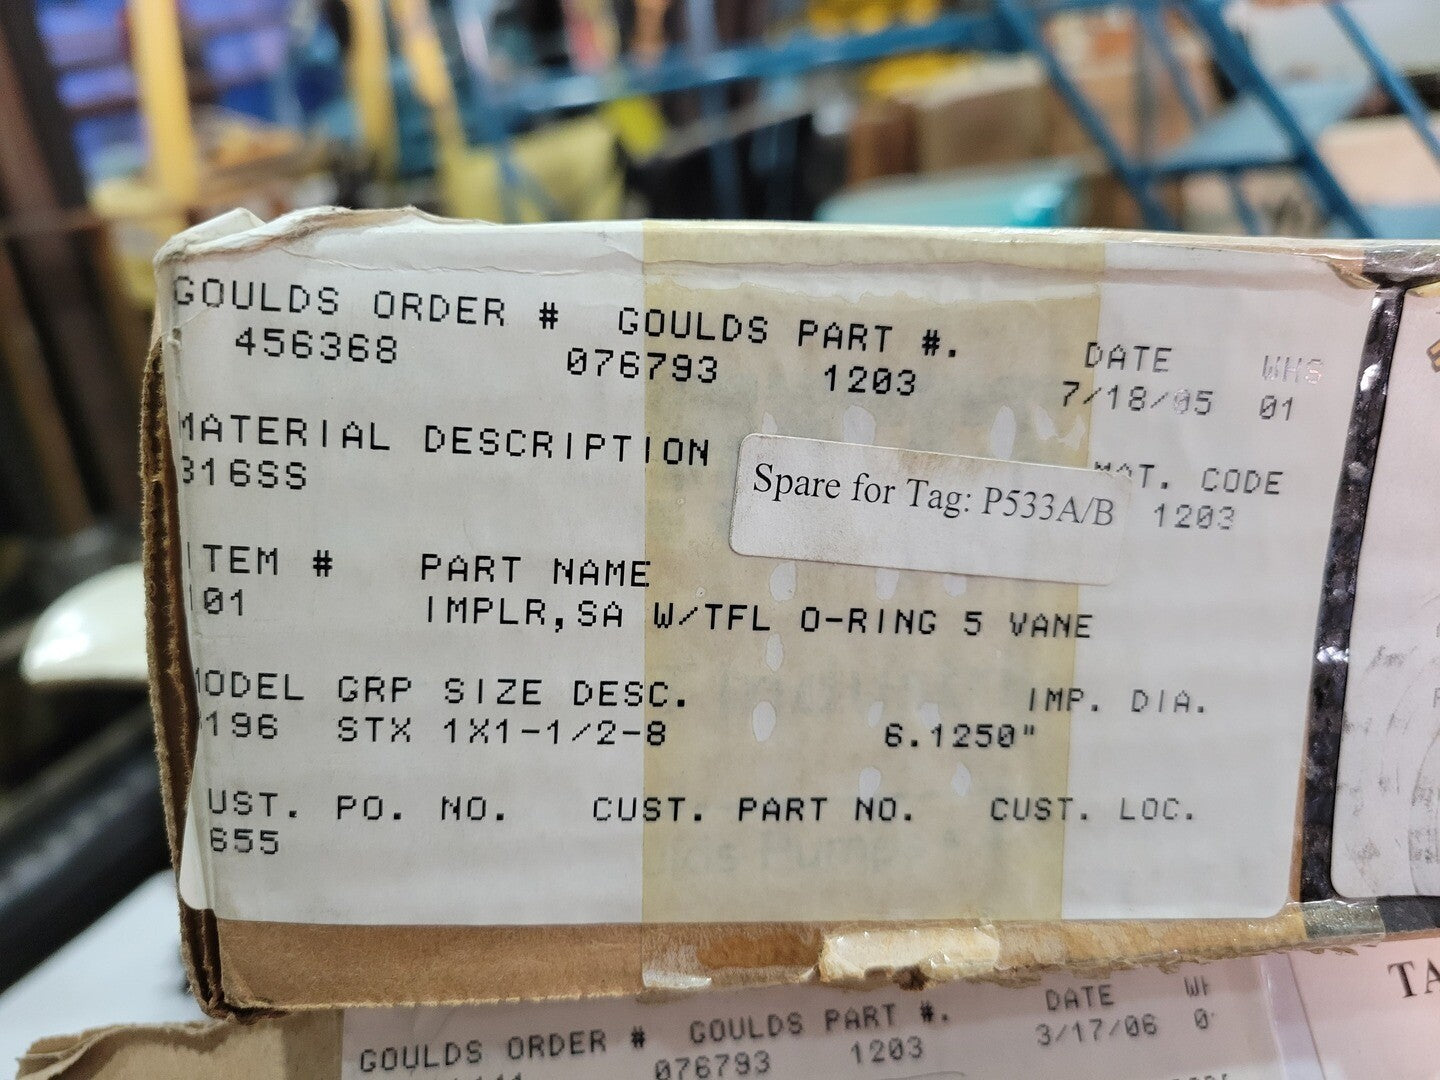 GOULDS ORDER # GOULDS PART #. DATE WHS
456368 076793 1203 7/18/05 01
MATERIAL DESCRIPTION MAT. CODE
316SS 1203
Spare for Tag: P533A/B
ITEM # PART NAME
101 IMPLR,SA W/TFL O-RING 5 VANE
MODEL GRP SIZE DESC. IMP. DIA.
196 STX 1X1-1/2-8 6.1250"
UST. PO. NO. CUST. PART NO. CUST. LOC.
655
GOULDS ORDER # GOULDS PART #. DATE WH
076793 1203 3/17/06 0
TA